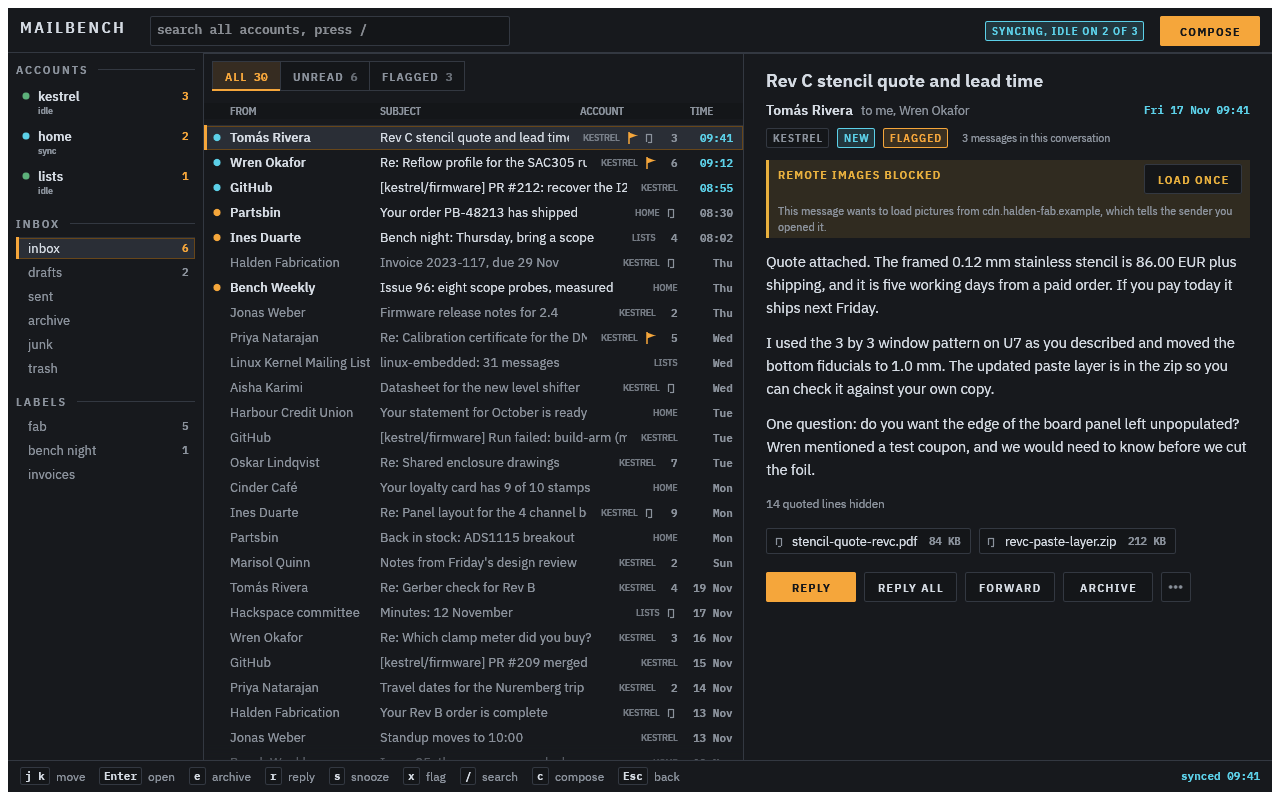 MAILBENCH
search all accounts, press /
SYNCING, IDLE ON 2 OF 3
COMPOSE
ACCOUNTS
kestrel 3
idle
home 2
sync
lists 1
idle
INBOX
inbox 6
drafts 2
sent
archive
junk
trash
LABELS
fab 5
bench night 1
invoices
ALL 30 UNREAD 6 FLAGGED 3
FROM SUBJECT ACCOUNT TIME
Tomás Rivera Rev C stencil quote and lead time KESTREL 3 09:41
Wren Okafor Re: Reflow profile for the SAC305 ru KESTREL 6 09:12
GitHub [kestrel/firmware] PR #212: recover the I2 KESTREL 08:55
Partsbin Your order PB-48213 has shipped HOME 08:30
Ines Duarte Bench night: Thursday, bring a scope LISTS 4 08:02
Halden Fabrication Invoice 2023-117, due 29 Nov KESTREL Thu
Bench Weekly Issue 96: eight scope probes, measured HOME Thu
Jonas Weber Firmware release notes for 2.4 KESTREL 2 Thu
Priya Natarajan Re: Calibration certificate for the DM KESTREL 5 Wed
Linux Kernel Mailing List linux-embedded: 31 messages LISTS Wed
Aisha Karimi Datasheet for the new level shifter KESTREL Wed
Harbour Credit Union Your statement for October is ready HOME Tue
GitHub [kestrel/firmware] Run failed: build-arm (m KESTREL Tue
Oskar Lindqvist Re: Shared enclosure drawings KESTREL 7 Tue
Cinder Café Your loyalty card has 9 of 10 stamps HOME Mon
Ines Duarte Re: Panel layout for the 4 channel b KESTREL 9 Mon
Partsbin Back in stock: ADS1115 breakout HOME Mon
Marisol Quinn Notes from Friday's design review KESTREL 2 Sun
Tomás Rivera Re: Gerber check for Rev B KESTREL 4 19 Nov
Hackspace committee Minutes: 12 November LISTS 17 Nov
Wren Okafor Re: Which clamp meter did you buy? KESTREL 3 16 Nov
GitHub [kestrel/firmware] PR #209 merged KESTREL 15 Nov
Priya Natarajan Travel dates for the Nuremberg trip KESTREL 2 14 Nov
Halden Fabrication Your Rev B order is complete KESTREL 13 Nov
Jonas Weber Standup moves to 10:00 KESTREL 13 Nov
Rev C stencil quote and lead time
Tomás Rivera to me, Wren Okafor Fri 17 Nov 09:41
KESTREL NEW FLAGGED 3 messages in this conversation
REMOTE IMAGES BLOCKED
LOAD ONCE
This message wants to load pictures from cdn.halden-fab.example, which tells the sender you
opened it.
Quote attached. The framed 0.12 mm stainless stencil is 86.00 EUR plus
shipping, and it is five working days from a paid order. If you pay today it
ships next Friday.
I used the 3 by 3 window pattern on U7 as you described and moved the
bottom fiducials to 1.0 mm. The updated paste layer is in the zip so you
can check it against your own copy.
One question: do you want the edge of the board panel left unpopulated?
Wren mentioned a test coupon, and we would need to know before we cut
the foil.
14 quoted lines hidden
stencil-quote-revc.pdf 84 KB revc-paste-layer.zip 212 KB
REPLY REPLY ALL FORWARD ARCHIVE •••
j k move Enter open e archive r reply s snooze x flag / search c compose Esc back
synced 09:41